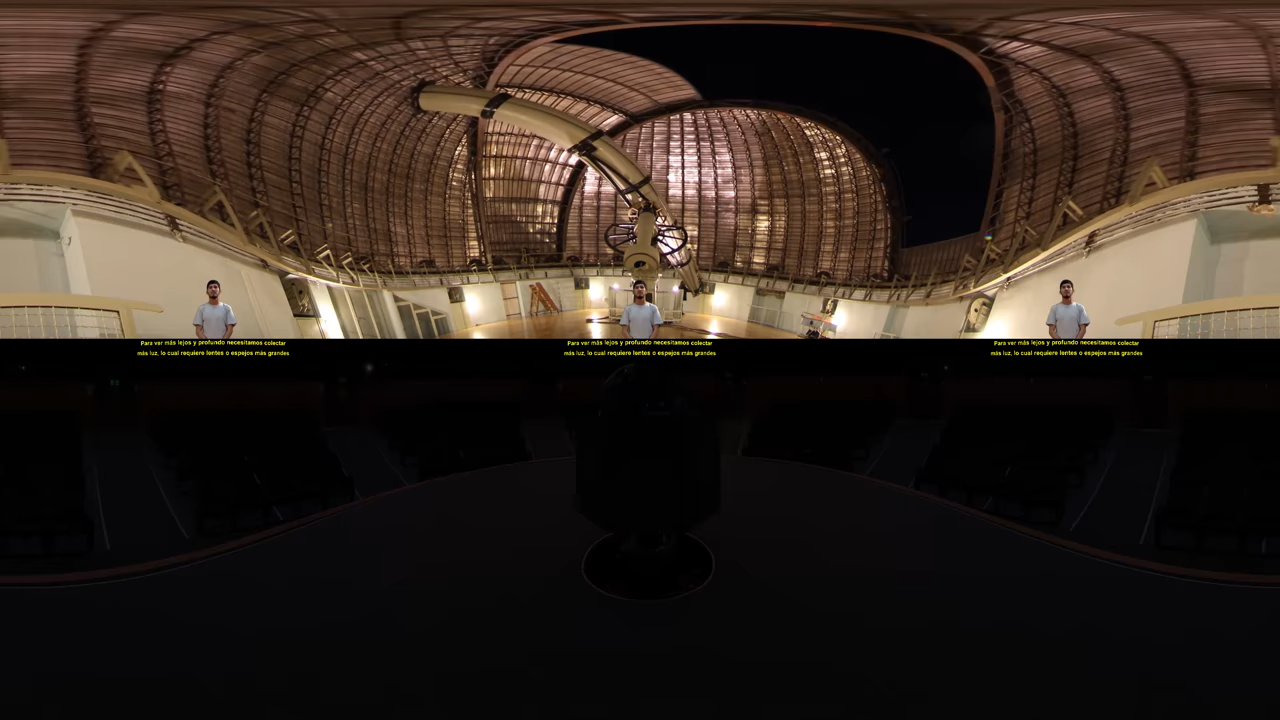 Para ver más lejos y profundo necesitamos colectar
más luz, lo cual requiere lentes o espejos más grandes
Para ver más lejos y profundo necesitamos colectar
más luz, lo cual requiere lentes o espejos más grandes
Para ver más lejos y profundo necesitamos colectar
más luz, lo cual requiere lentes o espejos más grandes